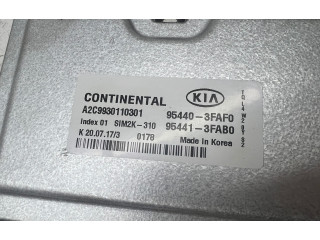 CONTINENTAL KIA
A2C9930110301 95440-3FAF0
Index 01 SIM2K-310 95441-3FAB0
K 20.07.17/3 0178 Made in Korea